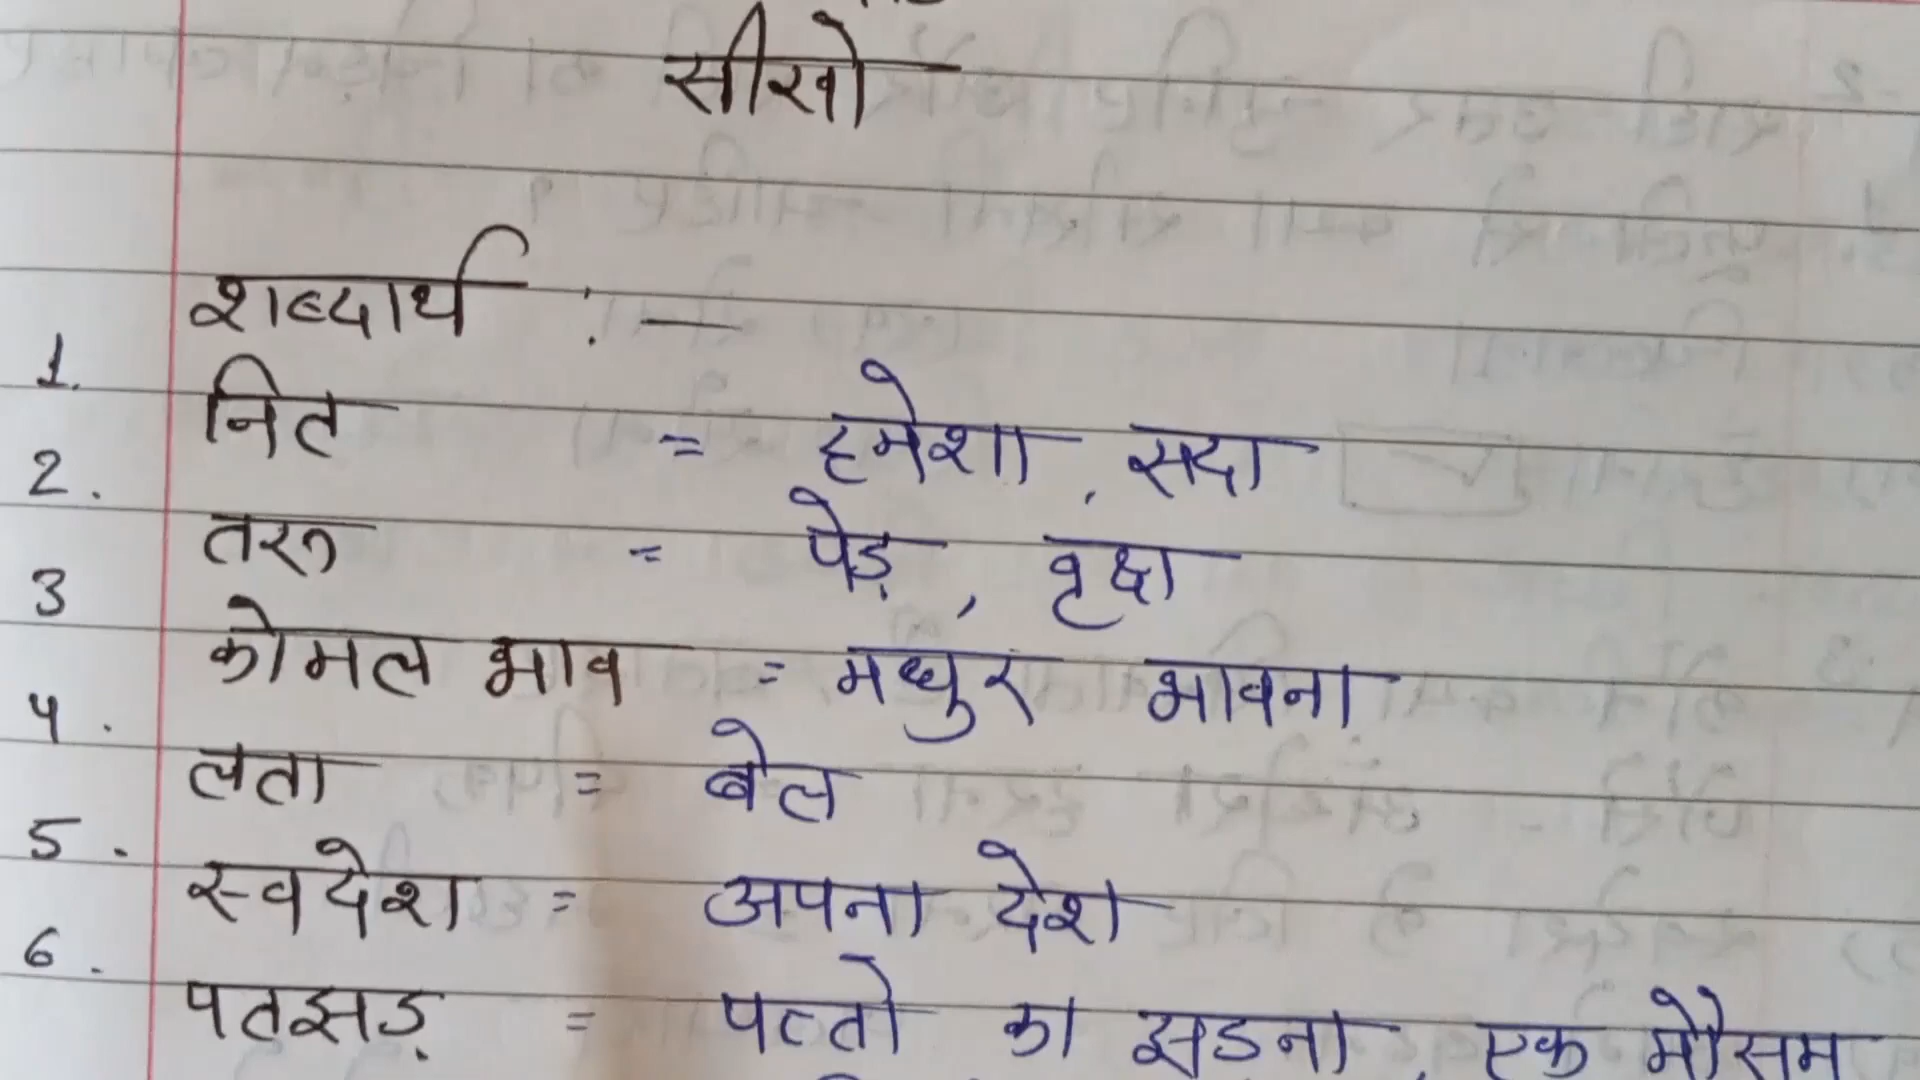 सीखो
शब्दार्थ :—
1. नित = हमेशा, सदा
2. तरु = पेड़, वृक्ष
3 कोमल भाव = मधुर भावना
4. लता = बेल
5. स्वदेश = अपना देश
6. पतझड़ = पत्तो का झडना, एक मौसम